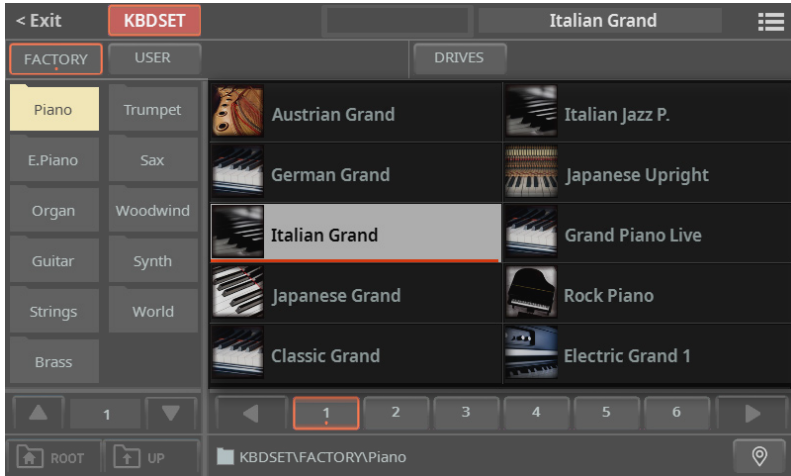 < Exit KBDSET Italian Grand
FACTORY USER DRIVES
Piano Trumpet
E.Piano Sax
Organ Woodwind
Guitar Synth
Strings World
Brass
Austrian Grand Italian Jazz P.
German Grand Japanese Upright
Italian Grand Grand Piano Live
Japanese Grand Rock Piano
Classic Grand Electric Grand 1
1 1 2 3 4 5 6
ROOT UP KBDSET\FACTORY\Piano